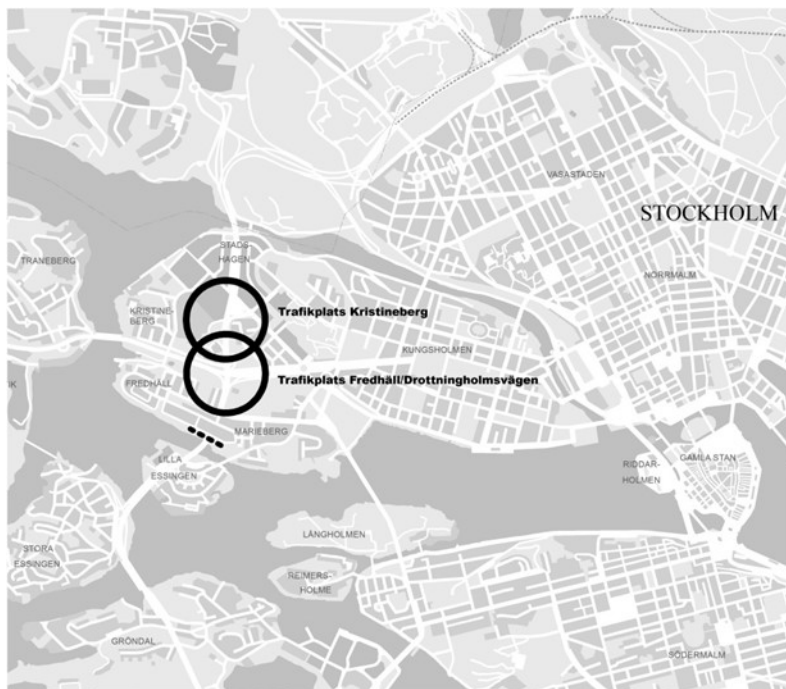 VASASTADEN
STOCKHOLM
STADS
HAGEN
TRANEBERG
NORRMALM
KRISTINE-
BERG
Trafikplats Kristineberg
KUNGSHOLMEN
Trafikplats Fredhäll/Drottningholmsvägen
FREDHÄLL
IK
MARIEBERG
LILLA
ESSINGEN
RIDDAR-
HOLMEN
GAMLA STAN
LÅNGHOLMEN
STORA
ESSINGEN
REIMERS-
HOLME
GRÖNDAL
SÖDERMALM